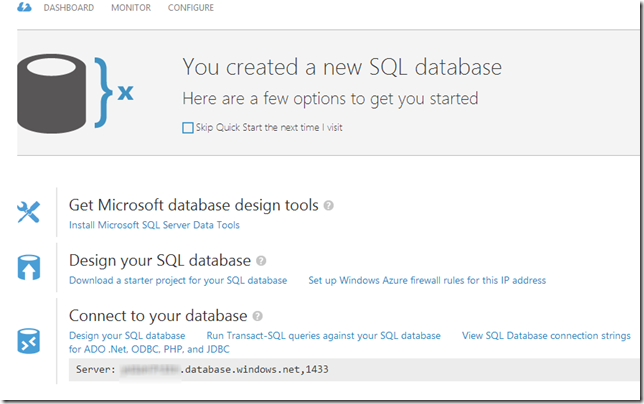 DASHBOARD MONITOR CONFIGURE
You created a new SQL database
Here are a few options to get you started
Skip Quick Start the next time I visit
Get Microsoft database design tools ?
Install Microsoft SQL Server Data Tools
Design your SQL database ?
Download a starter project for your SQL database Set up Windows Azure firewall rules for this IP address
Connect to your database ?
Design your SQL database Run Transact-SQL queries against your SQL database View SQL Database connection strings
for ADO .Net, ODBC, PHP, and JDBC
Server: .database.windows.net,1433